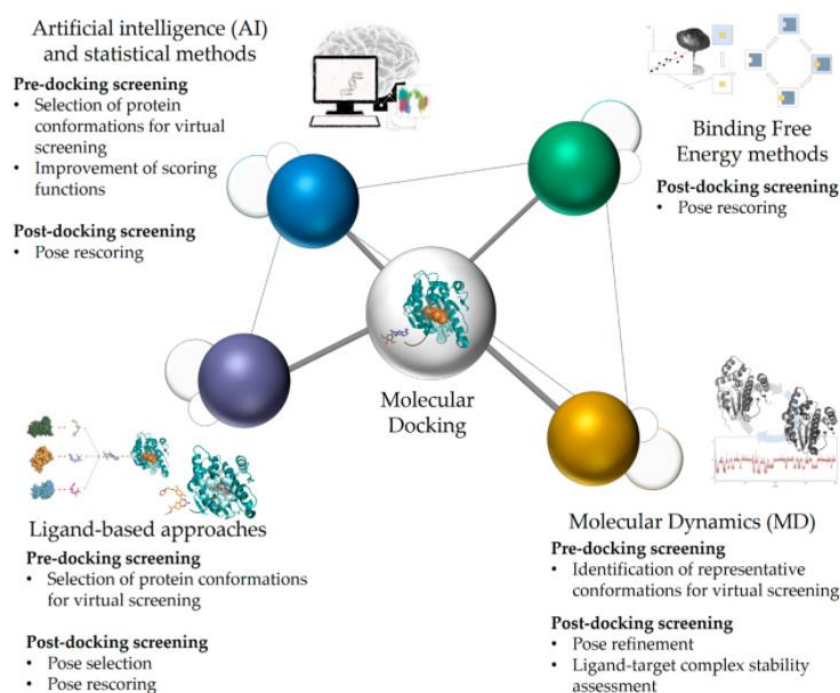 Artificial intelligence (AI)
and statistical methods
Pre-docking screening
• Selection of protein
conformations for virtual
screening
• Improvement of scoring
functions
Post-docking screening
• Pose rescoring
Binding Free
Energy methods
Post-docking screening
• Pose rescoring
Molecular
Docking
Ligand-based approaches
Pre-docking screening
• Selection of protein conformations
for virtual screening
Post-docking screening
• Pose selection
• Pose rescoring
Molecular Dynamics (MD)
Pre-docking screening
• Identification of representative
conformations for virtual screening
Post-docking screening
• Pose refinement
• Ligand-target complex stability
assessment